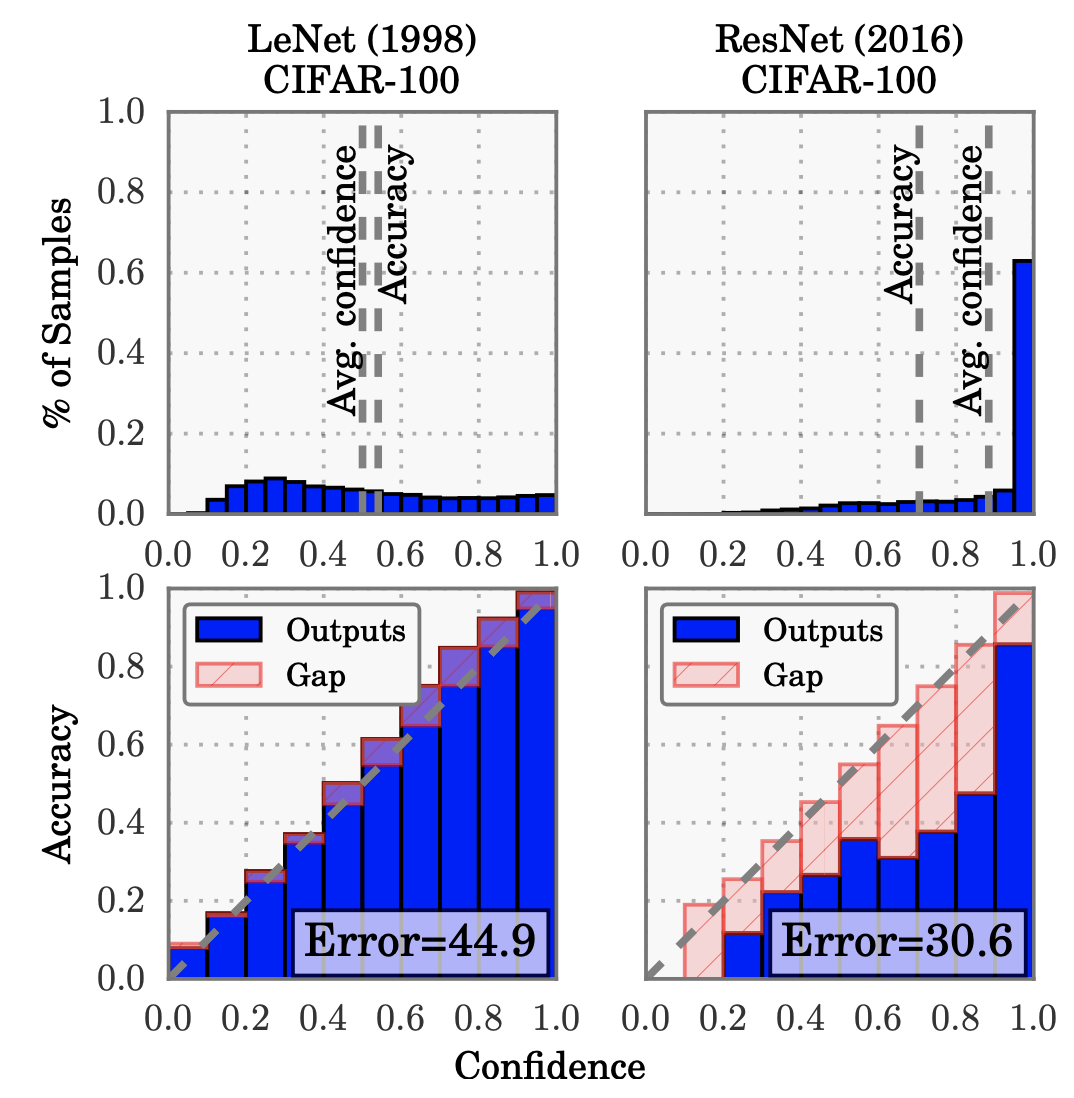 LeNet (1998)
CIFAR-100
ResNet (2016)
CIFAR-100
% of Samples
1.0
0.8
0.6
0.4
0.2
0.0
Avg. confidence
Accuracy
0.0 0.2 0.4 0.6 0.8 1.0
Accuracy
Avg. confidence
0.0 0.2 0.4 0.6 0.8 1.0
Accuracy
1.0
0.8
0.6
0.4
0.2
0.0
Outputs
Gap
Error=44.9
0.0 0.2 0.4 0.6 0.8 1.0
Outputs
Gap
Error=30.6
0.0 0.2 0.4 0.6 0.8 1.0
Confidence